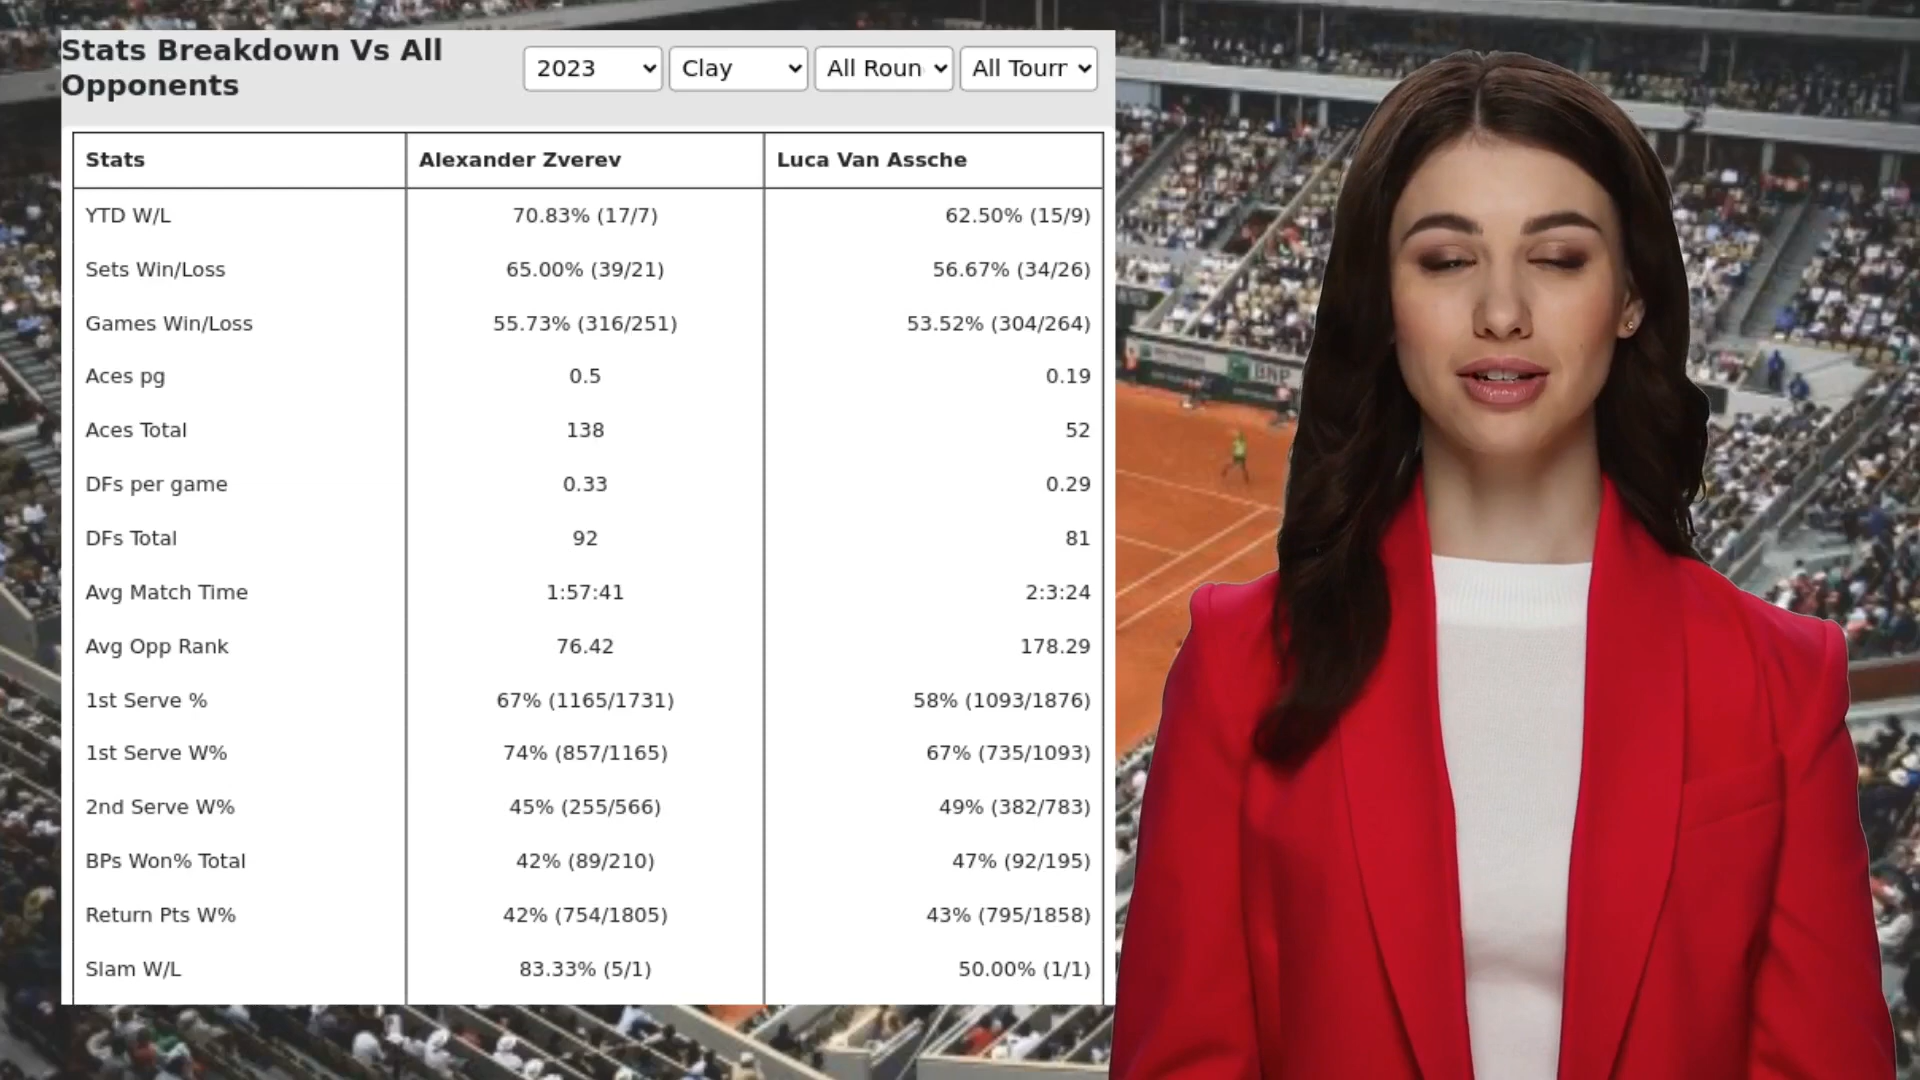 Stats Breakdown Vs All
Opponents
2023 Clay All Roun All Tourr
Stats Alexander Zverev Luca Van Assche
YTD W/L 70.83% (17/7) 62.50% (15/9)
Sets Win/Loss 65.00% (39/21) 56.67% (34/26)
Games Win/Loss 55.73% (316/251) 53.52% (304/264)
Aces pg 0.5 0.19
Aces Total 138 52
DFs per game 0.33 0.29
DFs Total 92 81
Avg Match Time 1:57:41 2:3:24
Avg Opp Rank 76.42 178.29
1st Serve % 67% (1165/1731) 58% (1093/1876)
1st Serve W% 74% (857/1165) 67% (735/1093)
2nd Serve W% 45% (255/566) 49% (382/783)
BPs Won% Total 42% (89/210) 47% (92/195)
Return Pts W% 42% (754/1805) 43% (795/1858)
Slam W/L 83.33% (5/1) 50.00% (1/1)
BNP